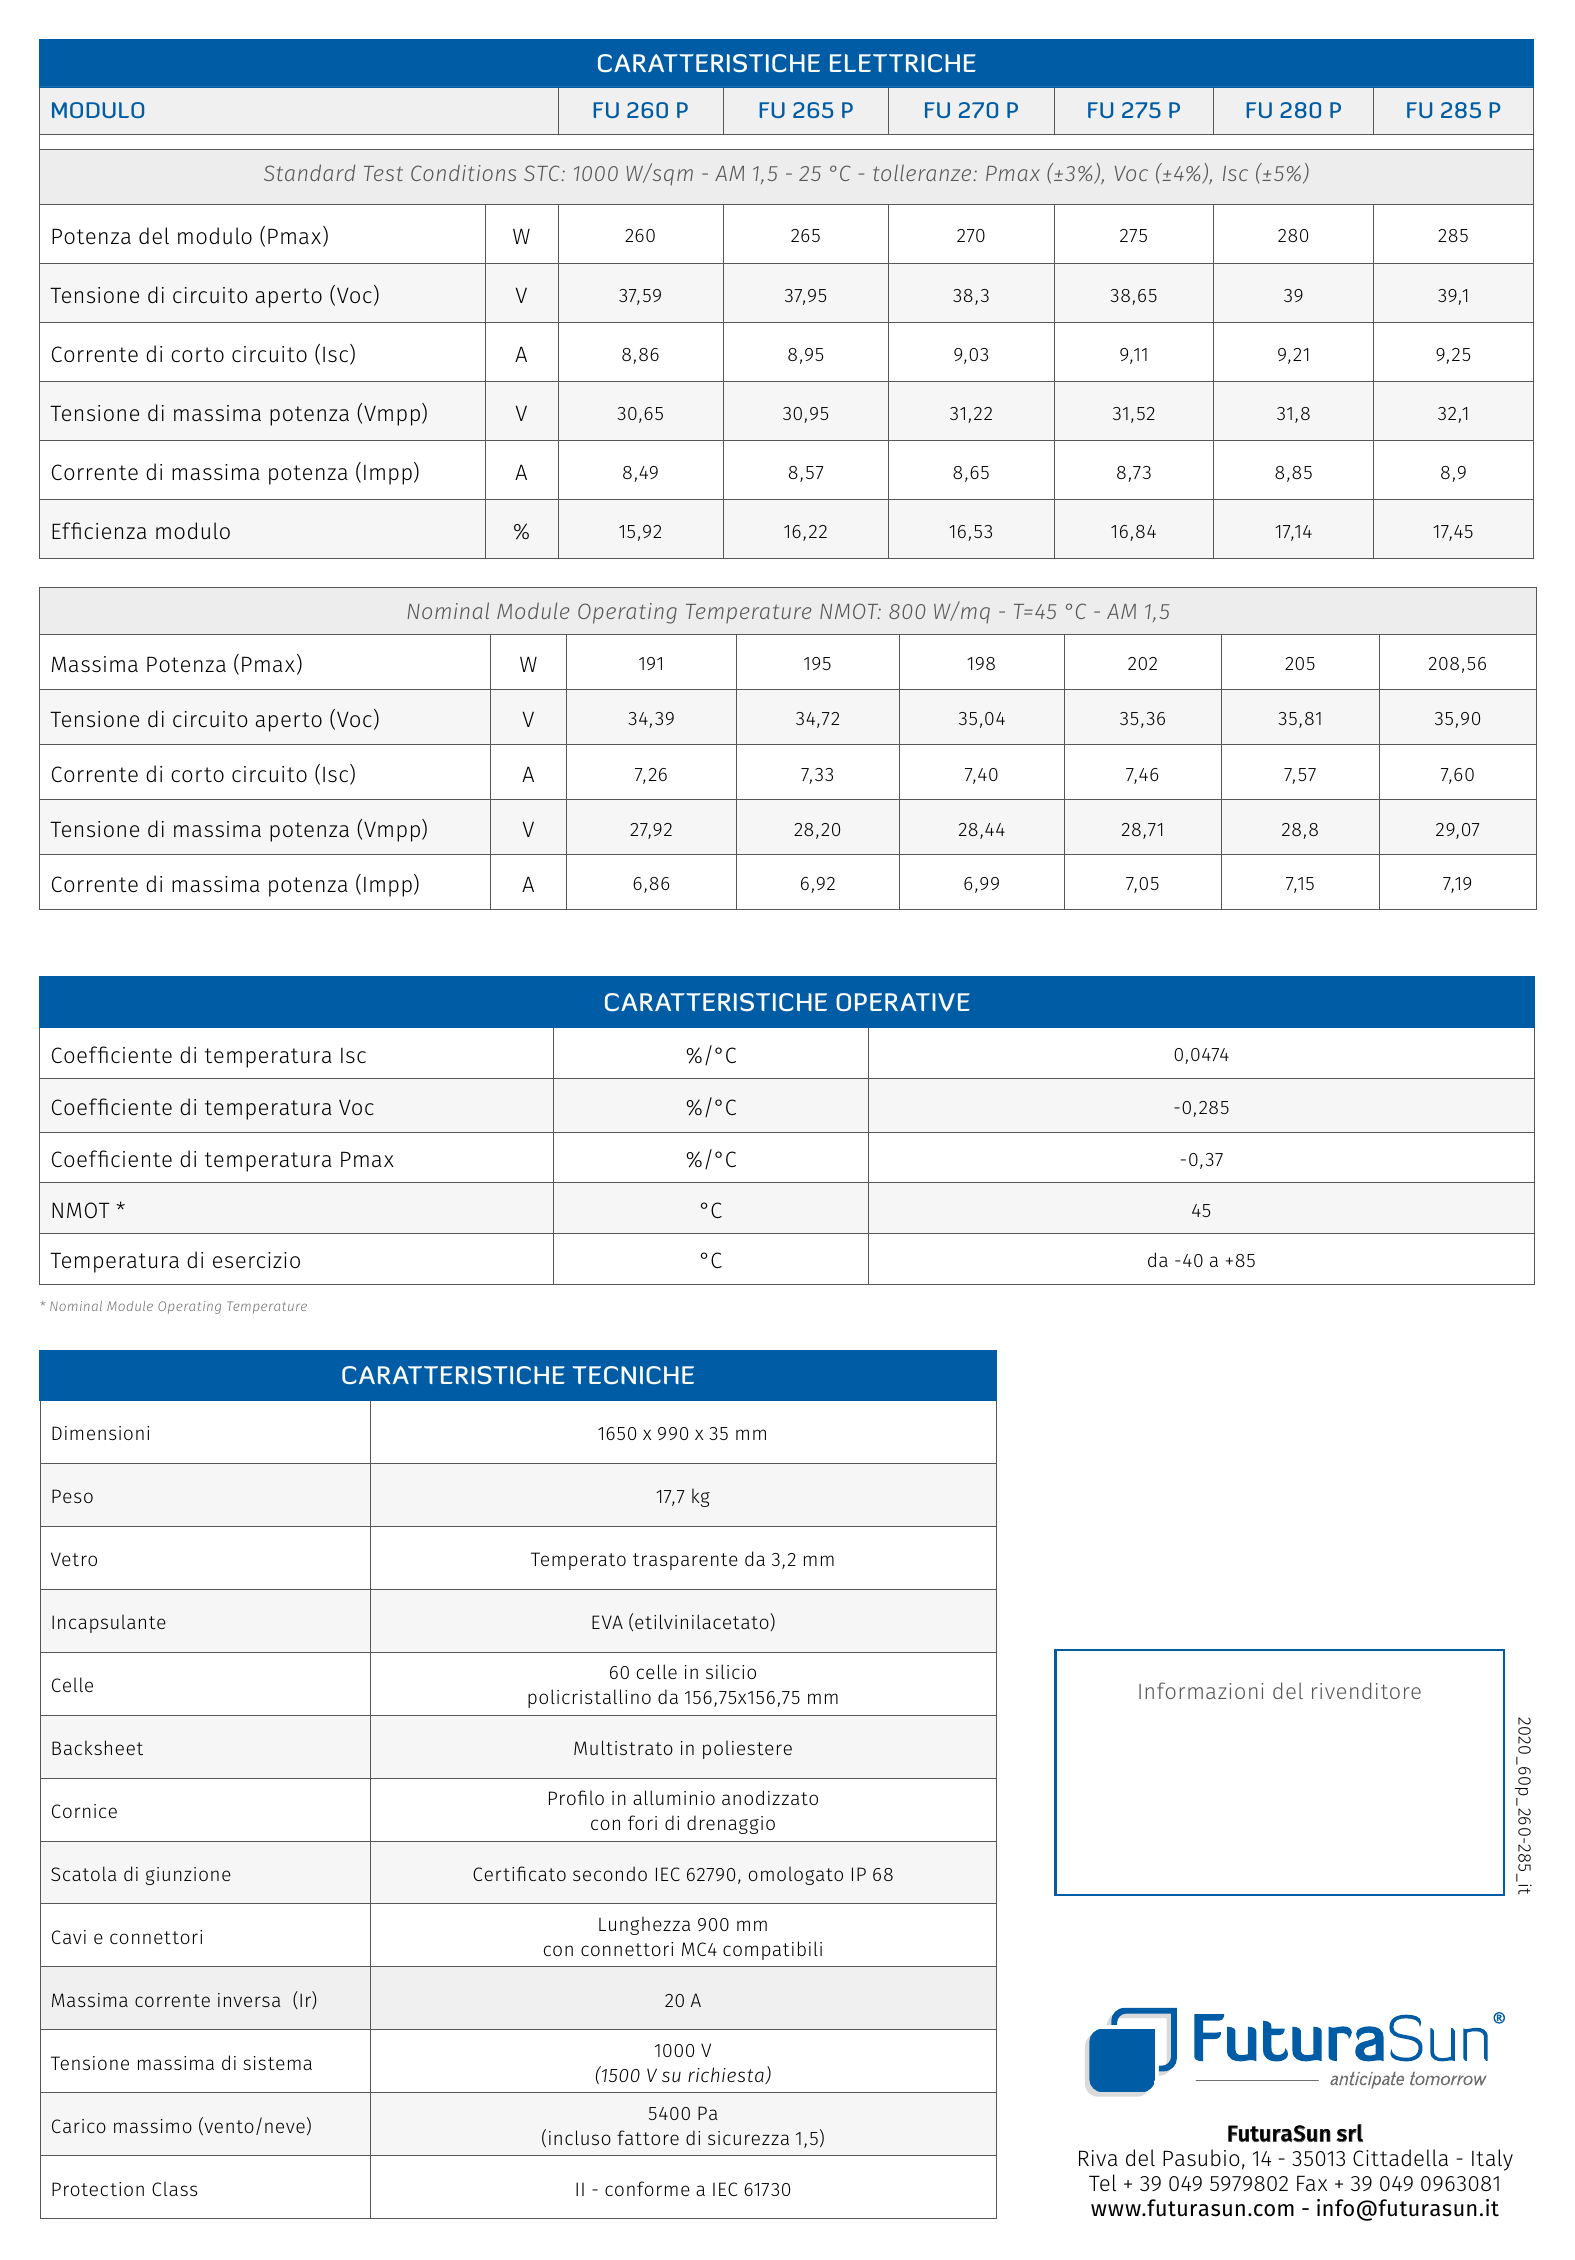 CARATTERISTICHE ELETTRICHE
MODULO FU 260 P FU 265 P FU 270 P FU 275 P FU 280 P FU 285 P
Standard Test Conditions STC: 1000 W/sqm - AM 1,5 - 25 °C - tolleranze: Pmax (±3%), Voc (±4%), Isc (±5%)
Potenza del modulo (Pmax) W 260 265 270 275 280 285
Tensione di circuito aperto (Voc) V 37,59 37,95 38,3 38,65 39 39,1
Corrente di corto circuito (Isc) A 8,86 8,95 9,03 9,11 9,21 9,25
Tensione di massima potenza (Vmpp) V 30,65 30,95 31,22 31,52 31,8 32,1
Corrente di massima potenza (Impp) A 8,49 8,57 8,65 8,73 8,85 8,9
Efficienza modulo % 15,92 16,22 16,53 16,84 17,14 17,45
Nominal Module Operating Temperature NMOT: 800 W/mq - T=45 °C - AM 1,5
Massima Potenza (Pmax) W 191 195 198 202 205 208,56
Tensione di circuito aperto (Voc) V 34,39 34,72 35,04 35,36 35,81 35,90
Corrente di corto circuito (Isc) A 7,26 7,33 7,40 7,46 7,57 7,60
Tensione di massima potenza (Vmpp) V 27,92 28,20 28,44 28,71 28,8 29,07
Corrente di massima potenza (Impp) A 6,86 6,92 6,99 7,05 7,15 7,19
CARATTERISTICHE OPERATIVE
Coefficiente di temperatura Isc %/°C 0,0474
Coefficiente di temperatura Voc %/°C -0,285
Coefficiente di temperatura Pmax %/°C -0,37
NMOT * °C 45
Temperatura di esercizio °C da -40 a +85
* Nominal Module Operating Temperature
CARATTERISTICHE TECNICHE
Dimensioni 1650 x 990 x 35 mm
Peso 17,7 kg
Vetro Temperato trasparente da 3,2 mm
Incapsulante EVA (etilvinilacetato)
Celle 60 celle in silicio
policristallino da 156,75x156,75 mm
Backsheet Multistrato in poliestere
Cornice Profilo in alluminio anodizzato
con fori di drenaggio
Scatola di giunzione Certificato secondo IEC 62790, omologato IP 68
Cavi e connettori Lunghezza 900 mm
con connettori MC4 compatibili
Massima corrente inversa (Ir) 20 A
Tensione massima di sistema 1000 V
(1500 V su richiesta)
Carico massimo (vento/neve) 5400 Pa
(incluso fattore di sicurezza 1,5)
Protection Class II - conforme a IEC 61730
Informazioni del rivenditore
2020_60p_260-285_it
FuturaSun®
anticipate tomorrow
FuturaSun srl
Riva del Pasubio, 14 - 35013 Cittadella - Italy
Tel + 39 049 5979802 Fax + 39 049 0963081
www.futurasun.com - info@futurasun.it